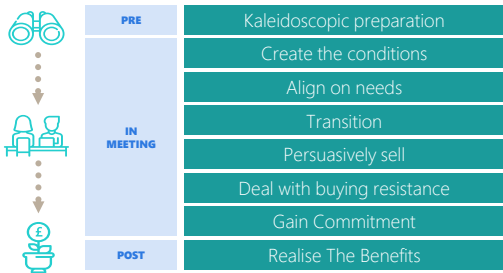 PRE
Kaleidoscopic preparation
IN
MEETING
Create the conditions
Align on needs
Transition
Persuasively sell
Deal with buying resistance
Gain Commitment
POST
Realise The Benefits
£